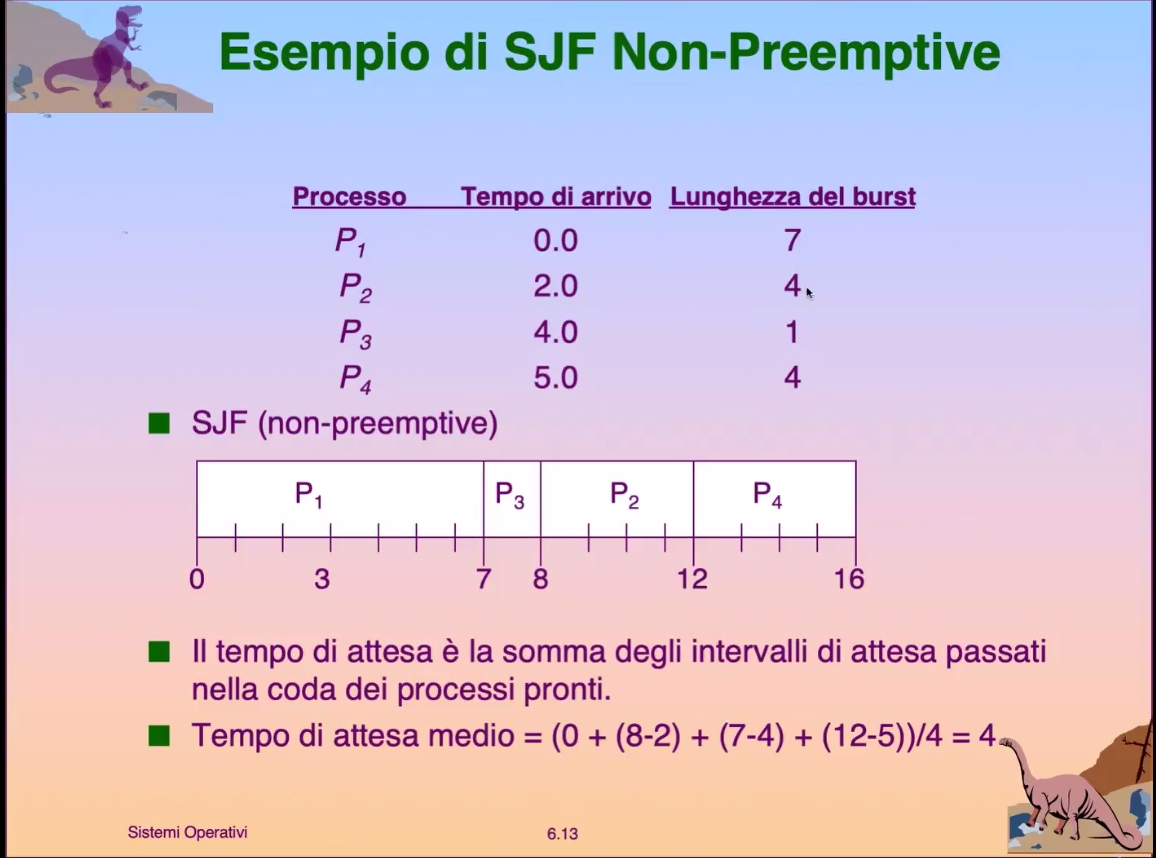 Esempio di SJF Non-Preemptive
Processo Tempo di arrivo Lunghezza del burst
P1 0.0 7
P2 2.0 4
P3 4.0 1
P4 5.0 4
SJF (non-preemptive)
P1 P3 P2 P4
0 3 7 8 12 16
Il tempo di attesa è la somma degli intervalli di attesa passati
nella coda dei processi pronti.
Tempo di attesa medio = (0 + (8-2) + (7-4) + (12-5))/4 = 4
Sistemi Operativi 6.13